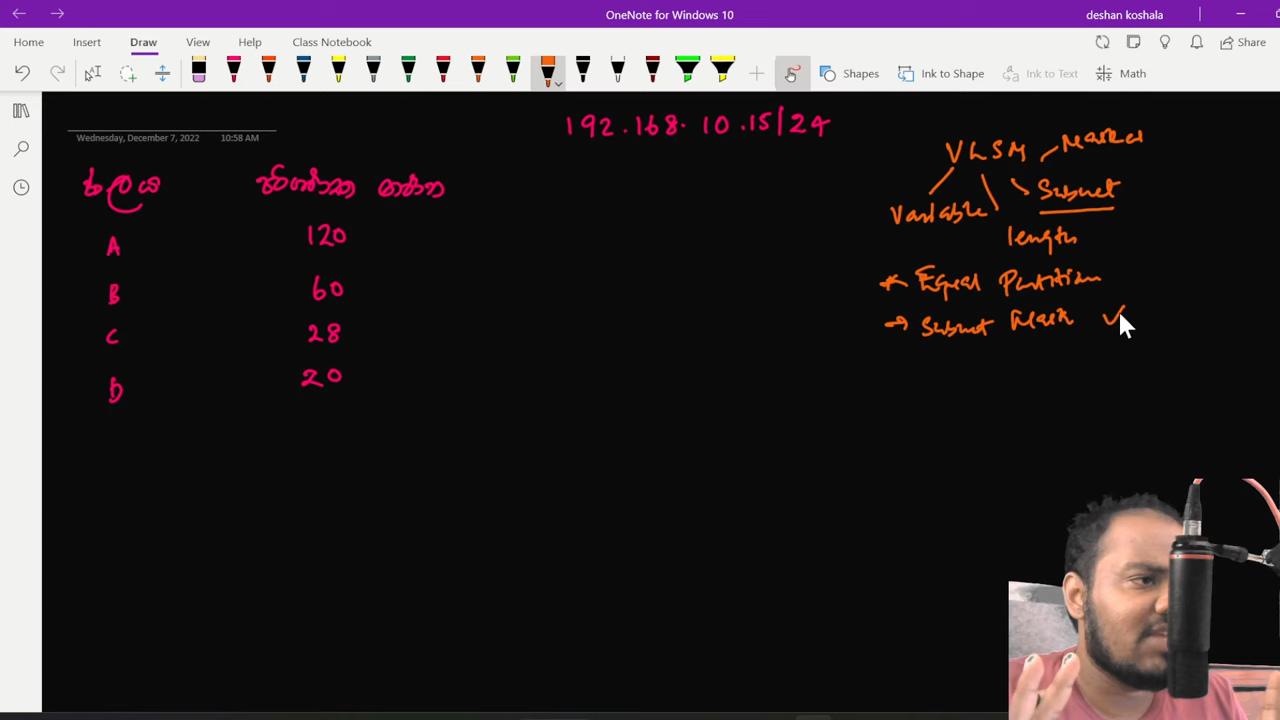 OneNote for Windows 10
deshan koshala
Home Insert Draw View Help Class Notebook
Share
Shapes Ink to Shape Ink to Text Math
Wednesday, December 7, 2022 10:58 AM
192.168.10.15/24
VLSM
Variable
Subnet
length
A 120
B 60
C 28
D 20
* Equal Partition
→ Subnet Mask ✓